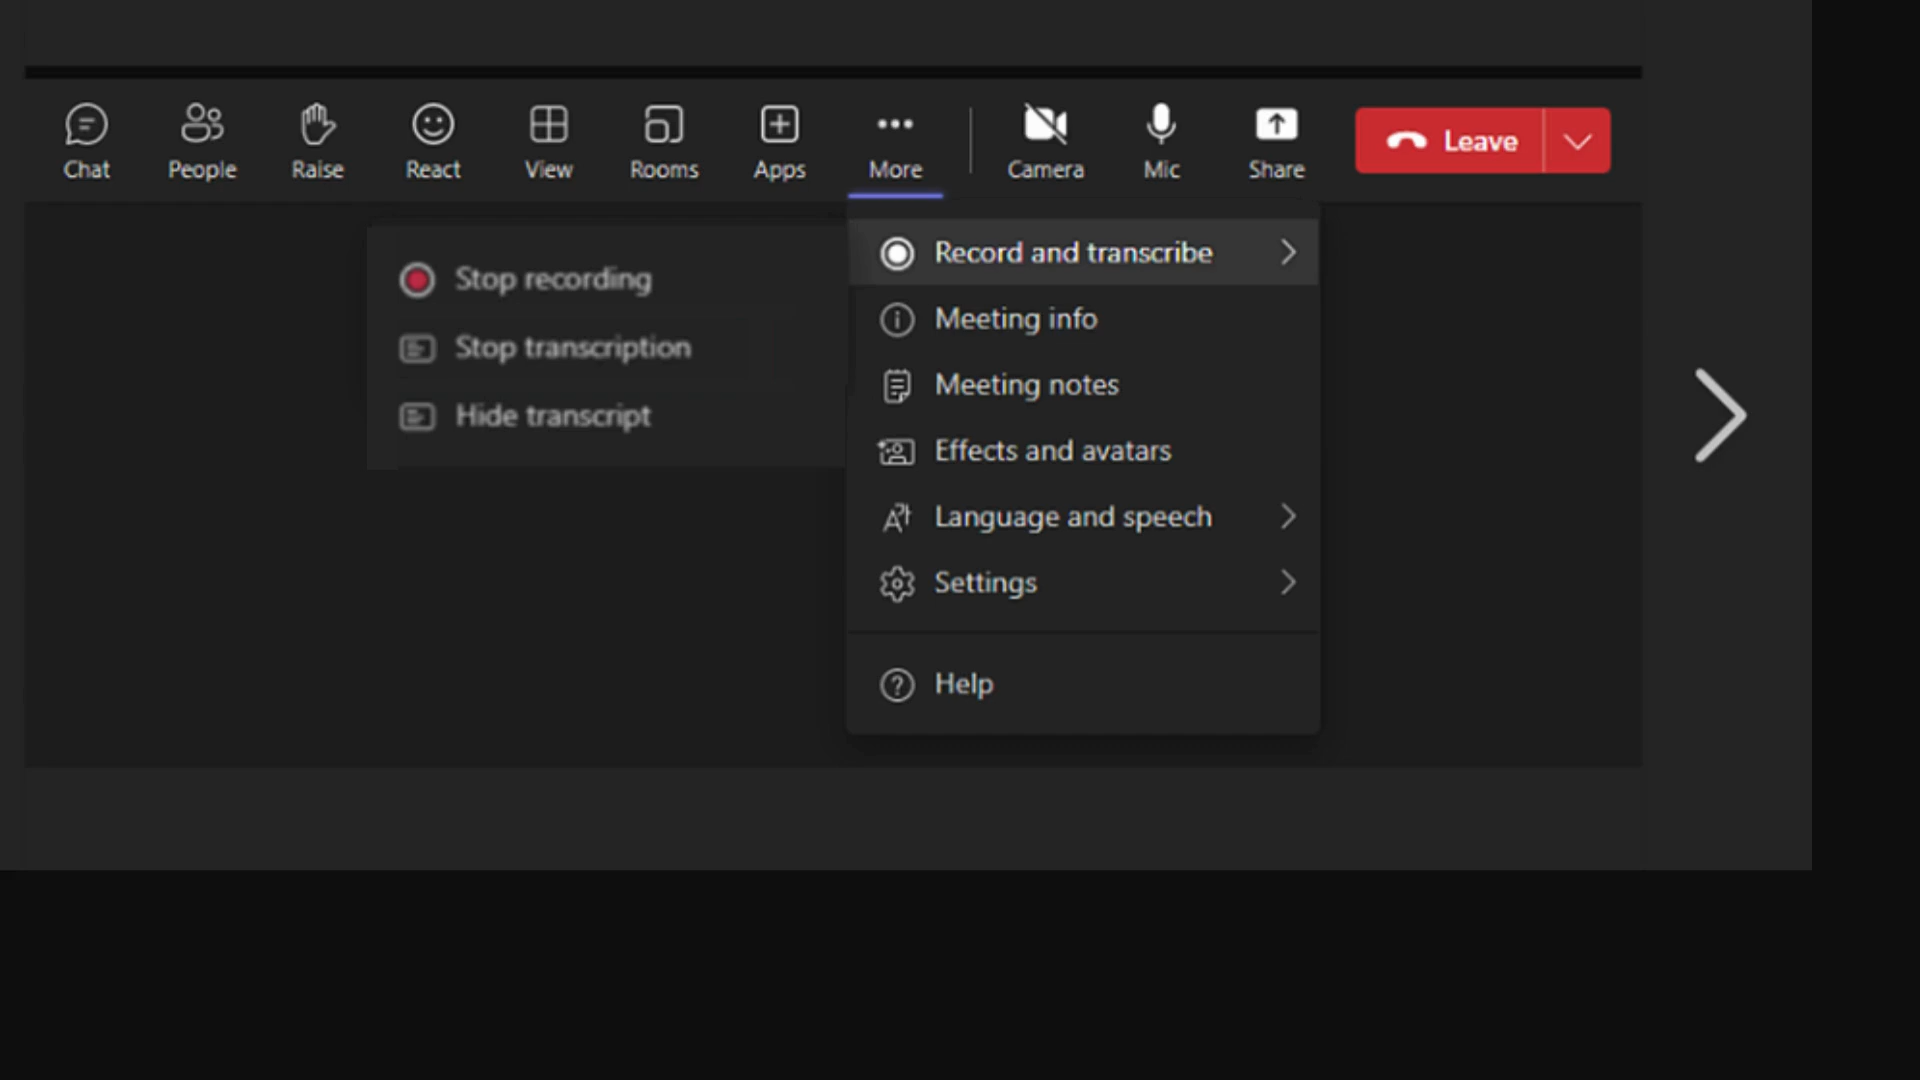 Chat People Raise React View Rooms Apps More Camera Mic Share Leave
Stop recording
Stop transcription
Hide transcript
Record and transcribe
Meeting info
Meeting notes
Effects and avatars
Language and speech
Settings
Help